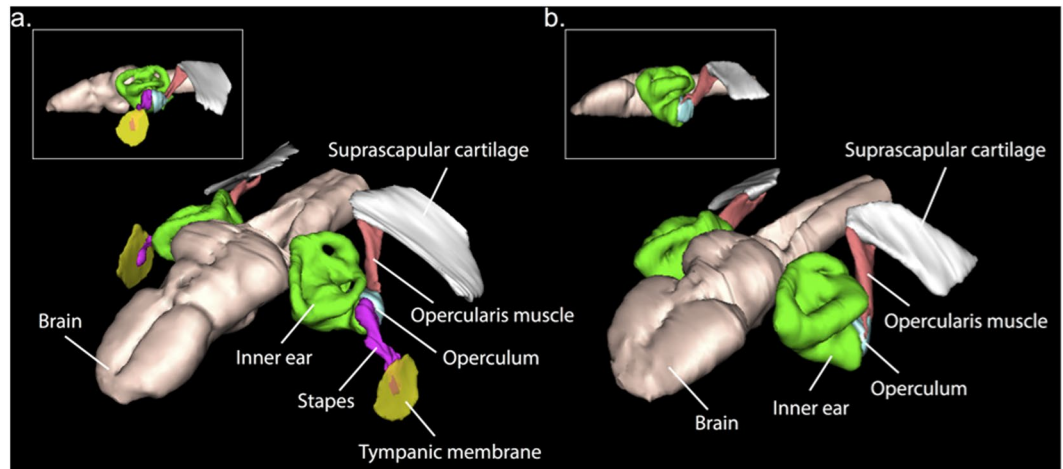 a.
Suprascapular cartilage
Brain
Opercularis muscle
Inner ear
Operculum
Stapes
Tympanic membrane
b.
Suprascapular cartilage
Opercularis muscle
Operculum
Inner ear
Brain